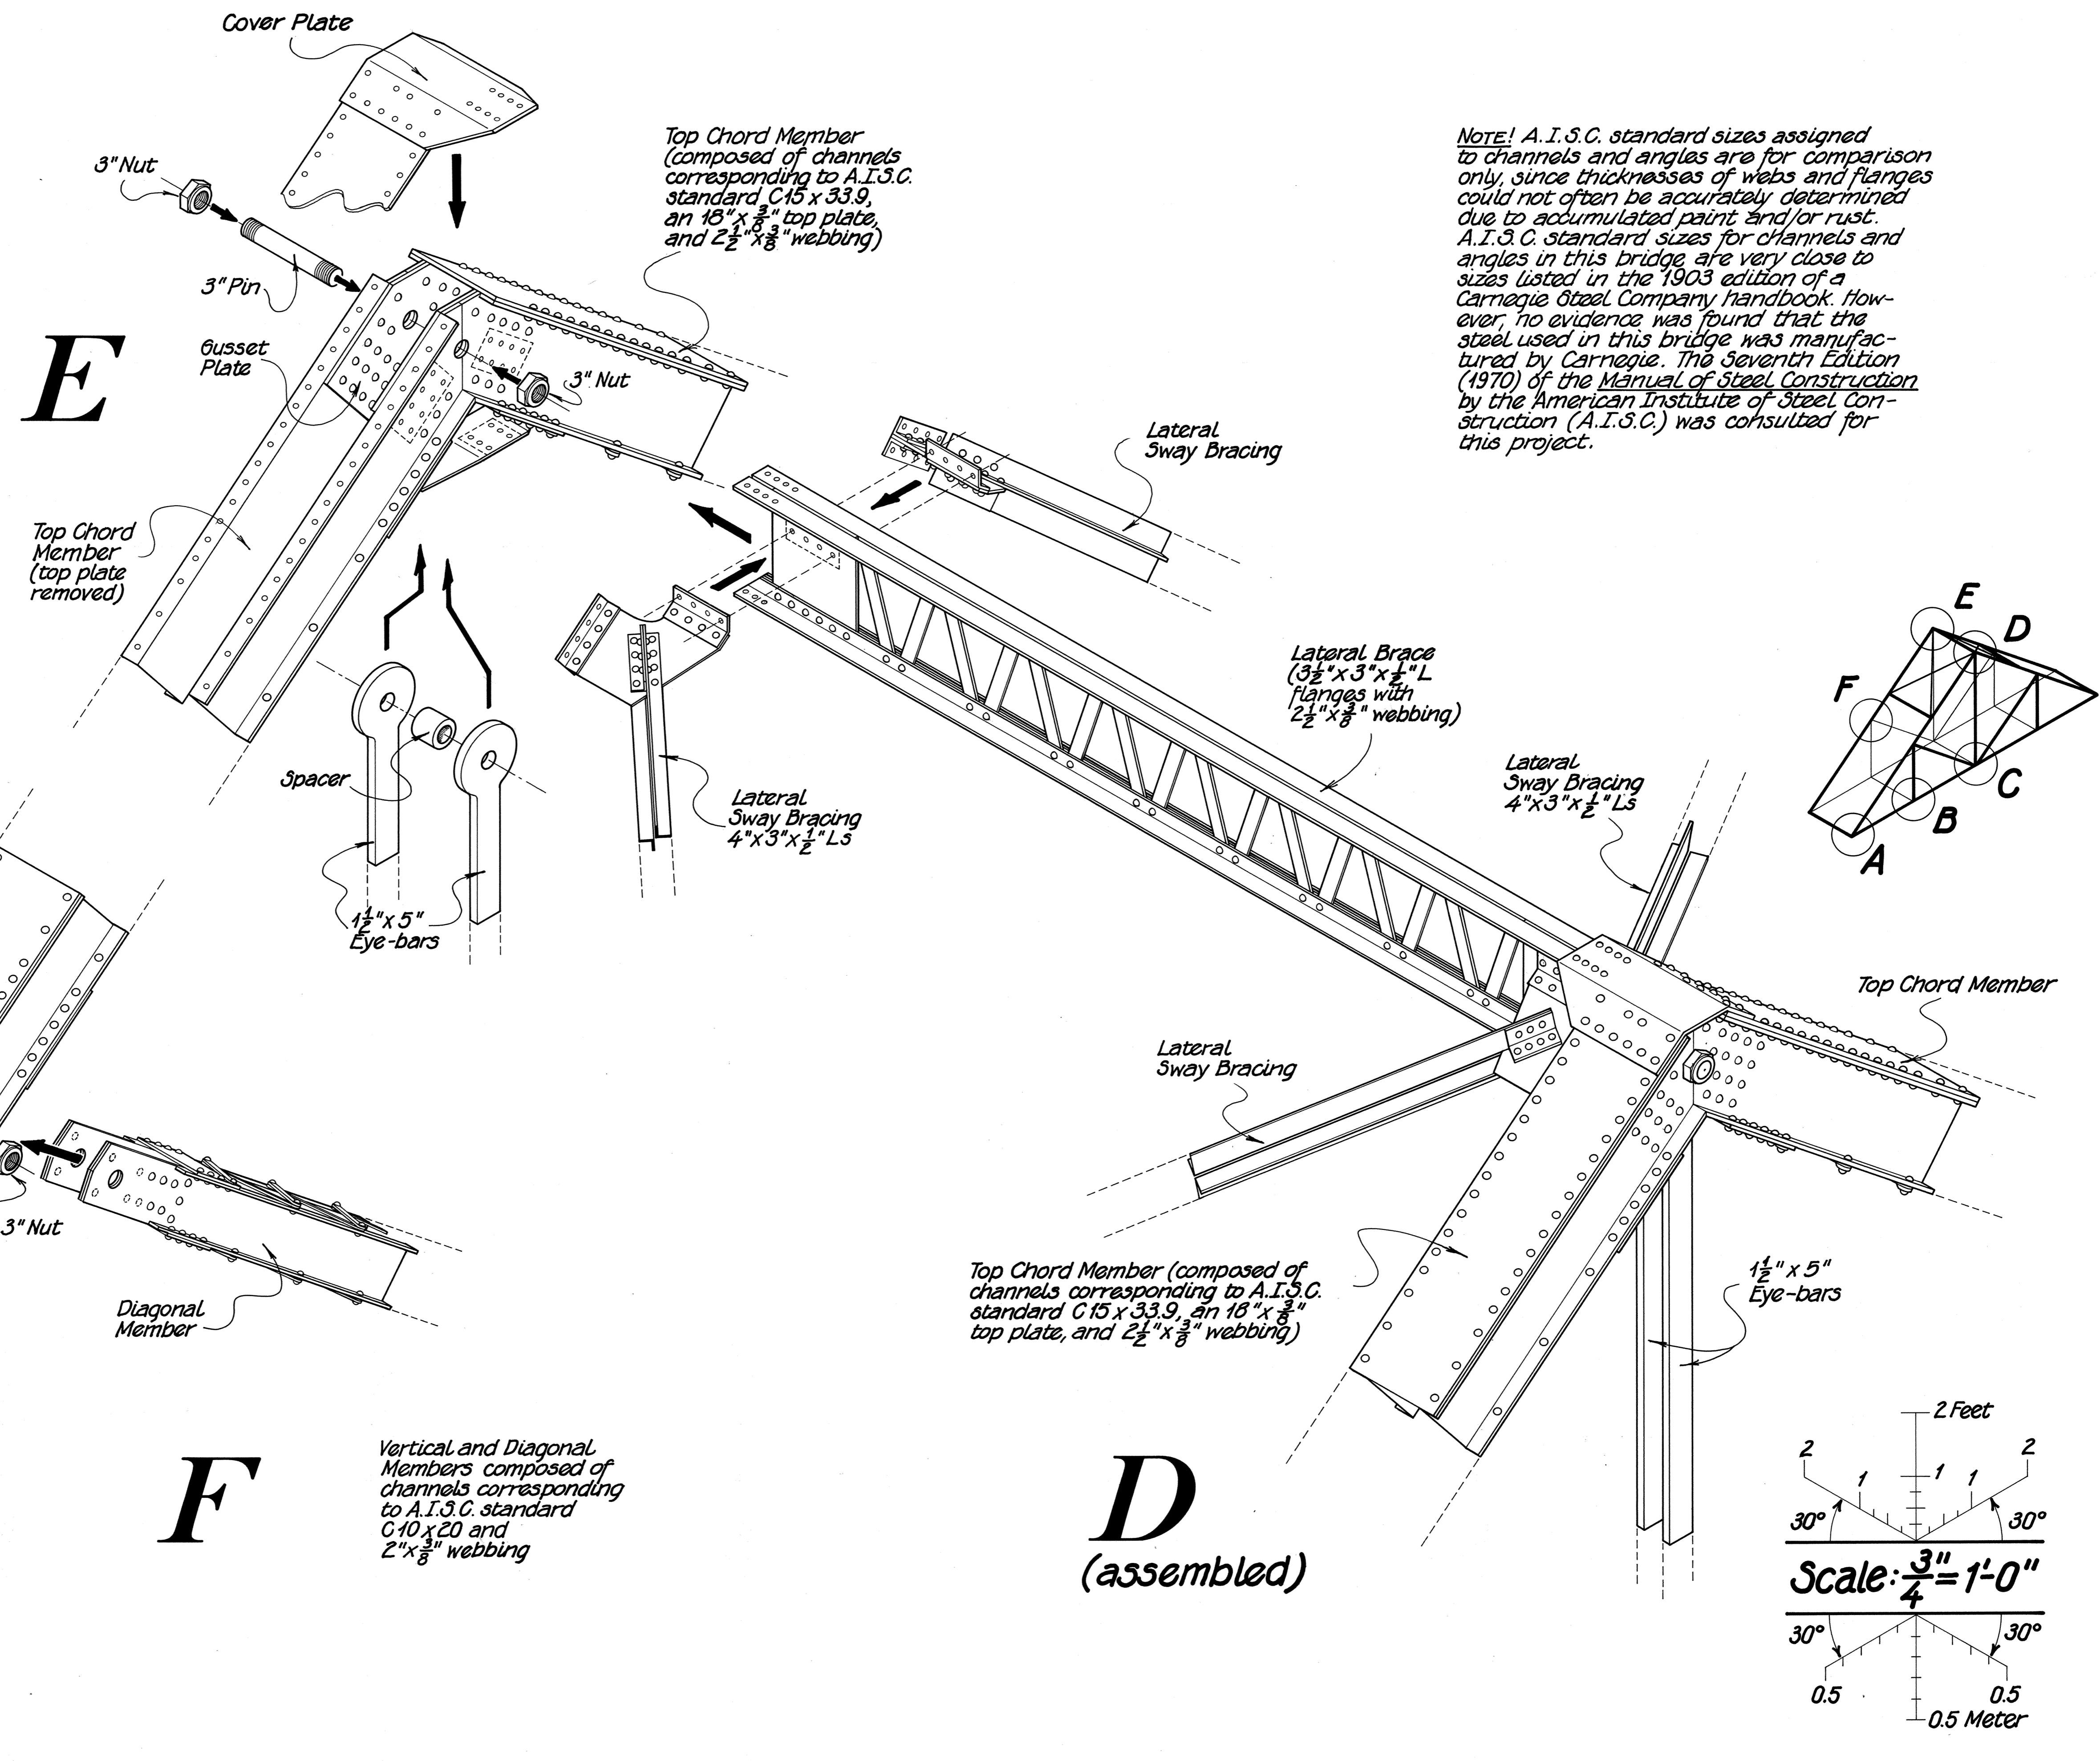 Cover Plate
3" Nut
3" Pin
Gusset
Plate
3" Nut
Top Chord Member
(composed of channels
corresponding to A.I.S.C.
standard C15 x 33.9,
an 18" x 3/8" top plate,
and 2 1/2" x 3/8" webbing)
NOTE! A.I.S.C. standard sizes assigned
to channels and angles are for comparison
only, since thicknesses of webs and flanges
could not often be accurately determined
due to accumulated paint and/or rust.
A.I.S.C. standard sizes for channels and
angles in this bridge are very close to
sizes listed in the 1903 edition of a
Carnegie Steel Company handbook. How-
ever, no evidence was found that the
steel used in this bridge was manufac-
tured by Carnegie. The Seventh Edition
(1970) of the Manual of Steel Construction
by the American Institute of Steel Con-
struction (A.I.S.C.) was consulted for
this project.
E
Top Chord
Member
(top plate
removed)
Lateral
Sway Bracing
Spacer
1 1/2" x 5"
Eye-bars
Lateral
Sway Bracing
4" x 3" x 1/2" Ls
Lateral Brace
(3 1/2" x 3" x 1/2" L
flanges with
2 1/2" x 3/8" webbing)
Lateral
Sway Bracing
4" x 3" x 1/2" Ls
E
D
F
C
B
A
Top Chord Member
Lateral
Sway Bracing
3" Nut
Diagonal
Member
Top Chord Member (composed of
channels corresponding to A.I.S.C.
standard C15 x 33.9, an 18" x 3/8"
top plate, and 2 1/2" x 3/8" webbing)
1 1/2" x 5"
Eye-bars
F
Vertical and Diagonal
Members composed of
channels corresponding
to A.I.S.C. standard
C10 x 20 and
2" x 3/8" webbing
D
(assembled)
2 Feet
2
2
1
1
1
30°
30°
Scale: 3/4" = 1'-0"
30°
30°
0.5
0.5
0.5 Meter